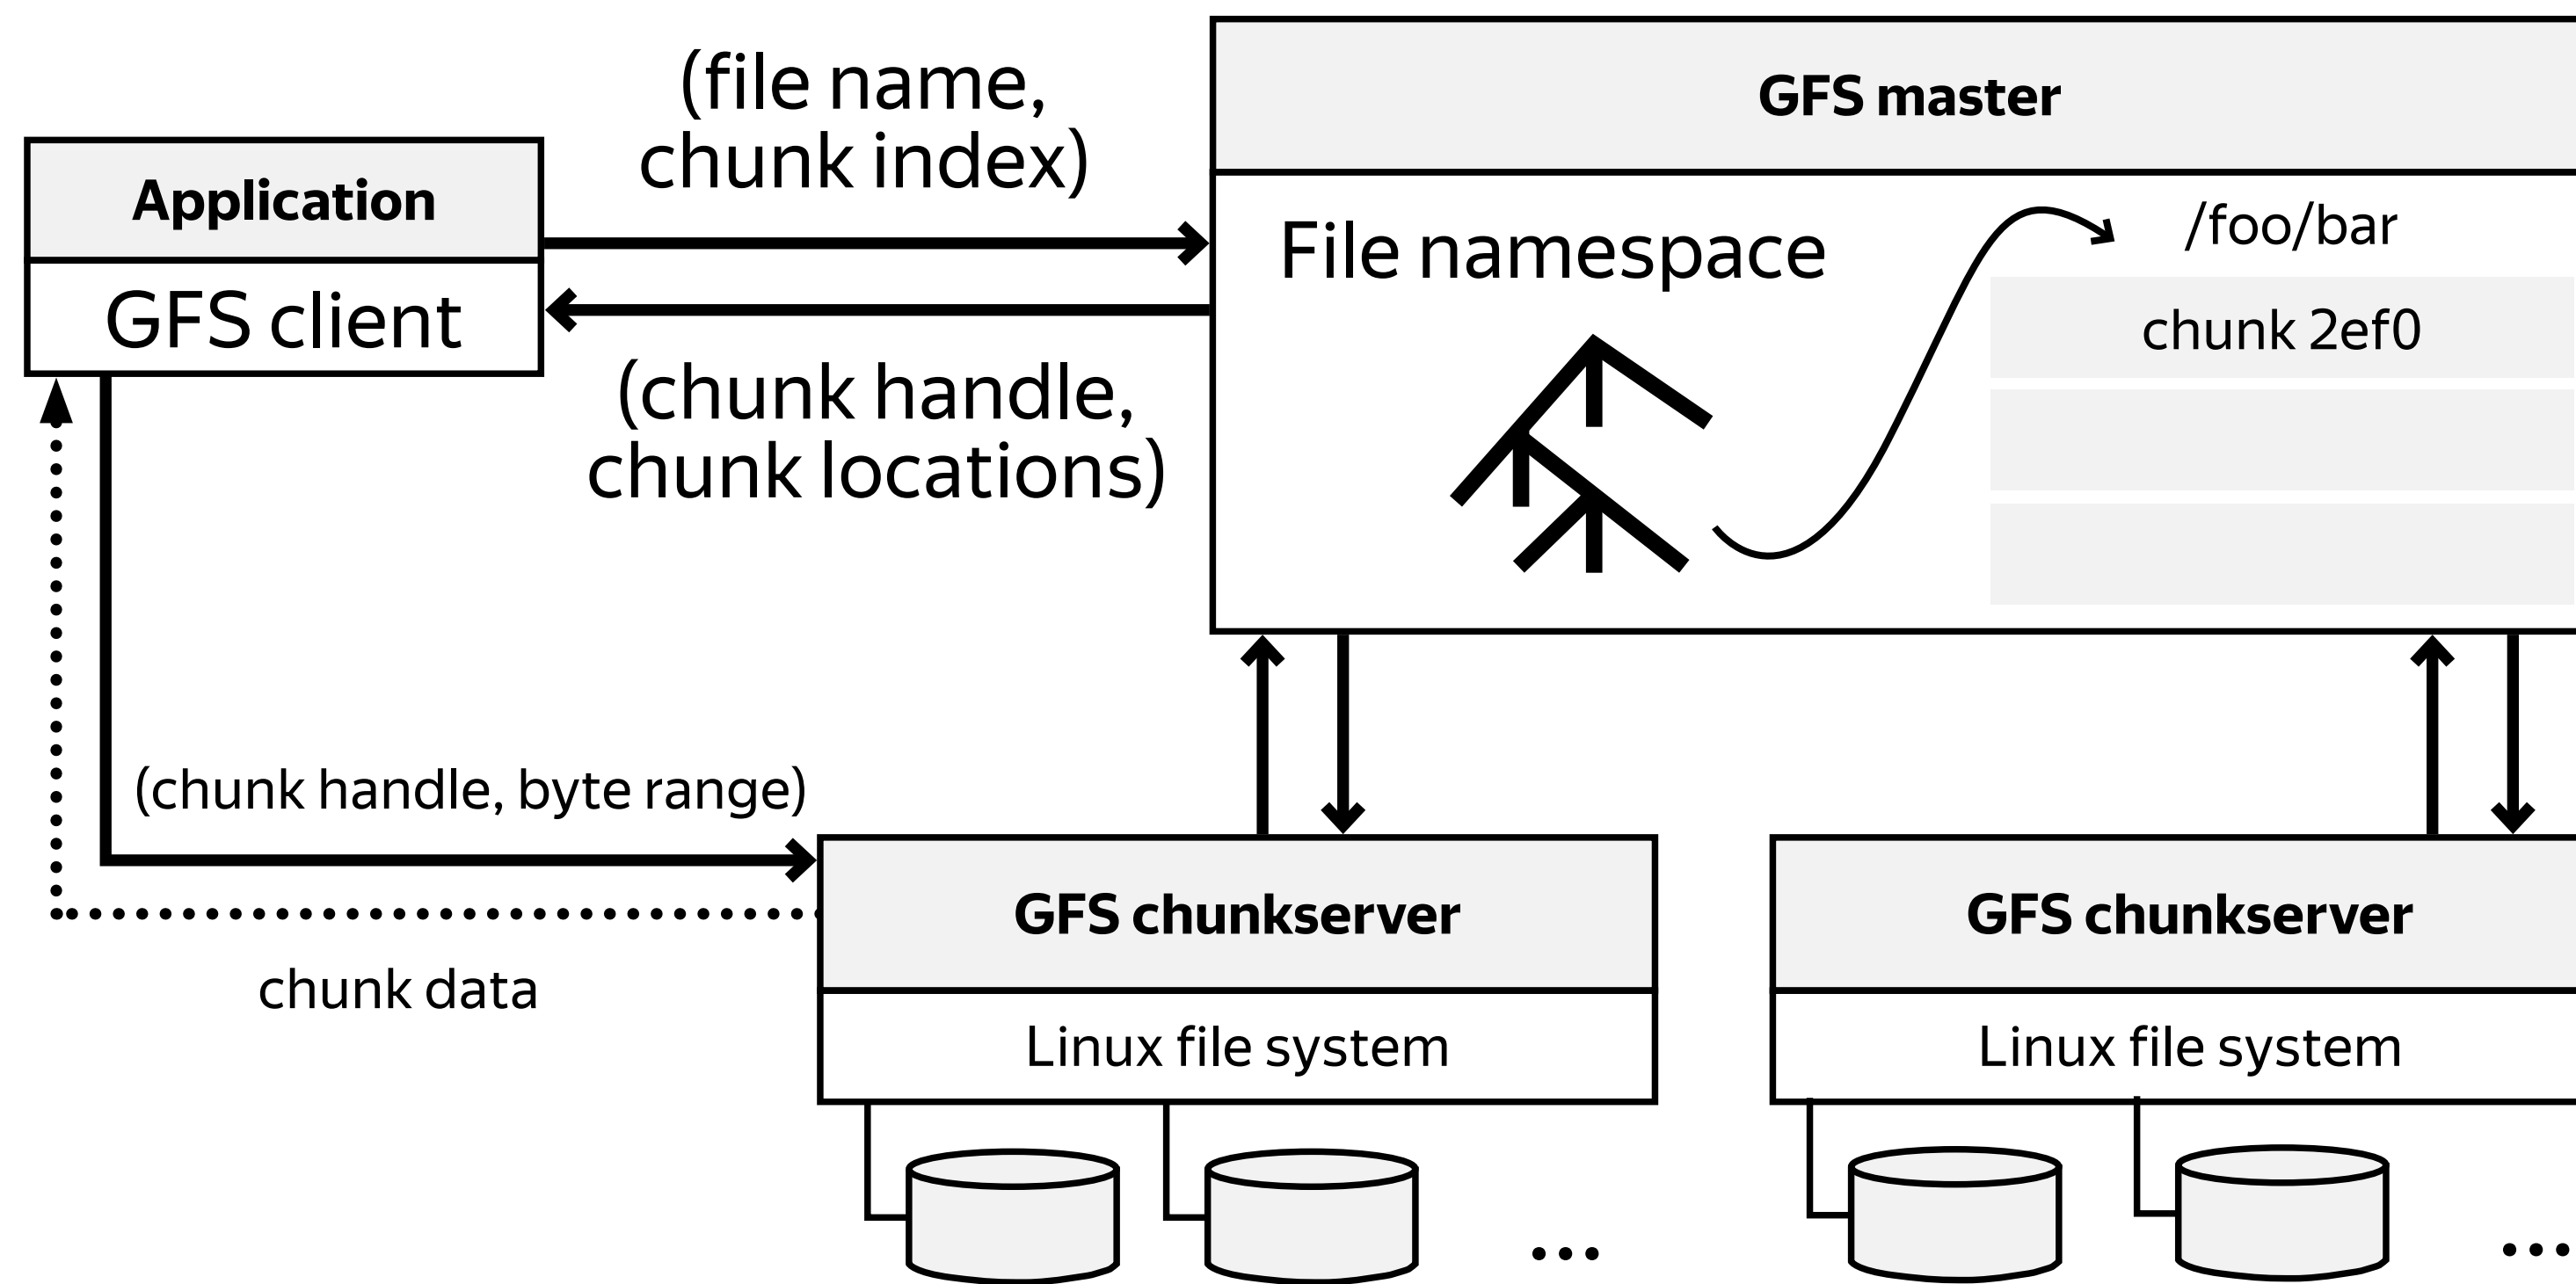 (file name,
chunk index)
GFS master
Application
GFS client
(chunk handle,
chunk locations)
File namespace
/foo/bar
chunk 2ef0
(chunk handle, byte range)
chunk data
GFS chunkserver
Linux file system
...
GFS chunkserver
Linux file system
...